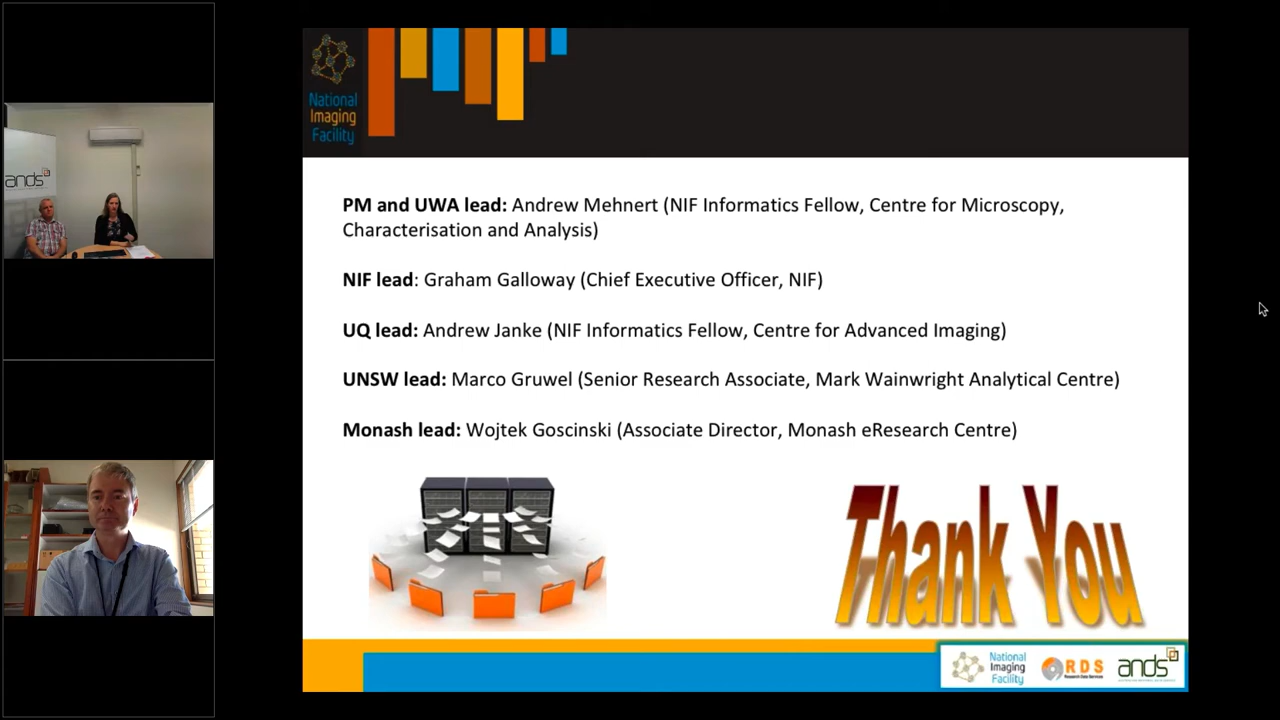 ands
National
Imaging
Facility
PM and UWA lead: Andrew Mehnert (NIF Informatics Fellow, Centre for Microscopy,
Characterisation and Analysis)
NIF lead: Graham Galloway (Chief Executive Officer, NIF)
UQ lead: Andrew Janke (NIF Informatics Fellow, Centre for Advanced Imaging)
UNSW lead: Marco Gruwel (Senior Research Associate, Mark Wainwright Analytical Centre)
Monash lead: Wojtek Goscinski (Associate Director, Monash eResearch Centre)
Thank You
National
Imaging
Facility
RDS
Research Data Services
ands